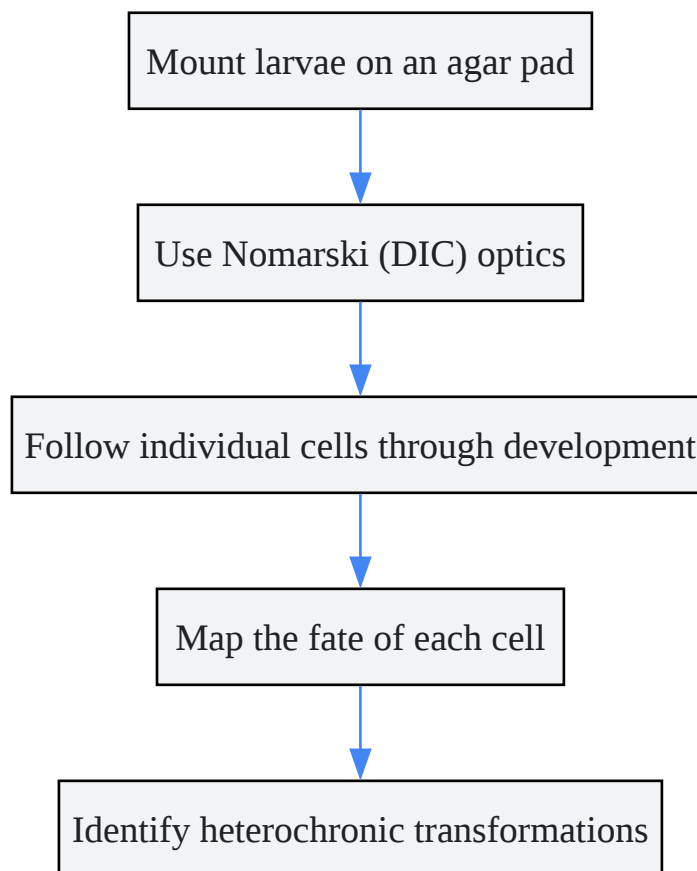 Mount larvae on an agar pad
Use Nomarski (DIC) optics
Follow individual cells through development
Map the fate of each cell
Identify heterochronic transformations